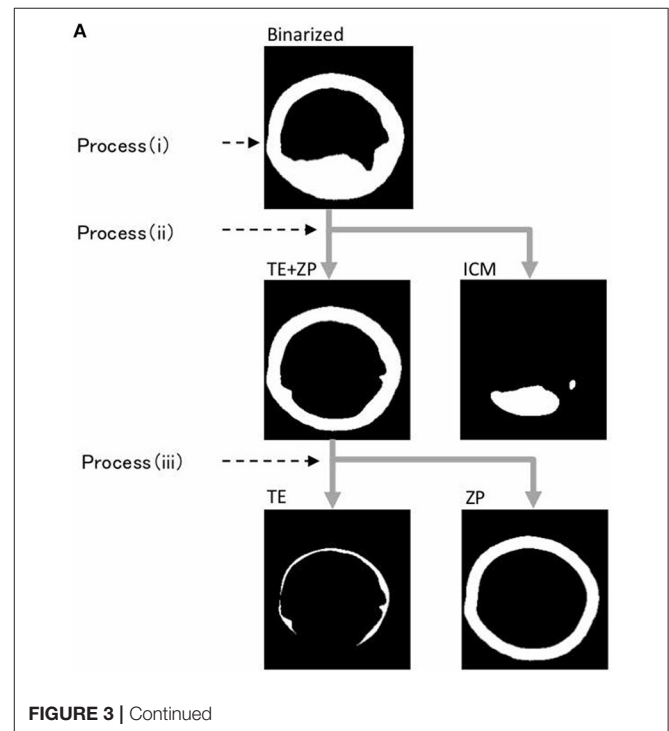 A
Binarized
Process(i)
Process(ii)
TE+ZP
ICM
Process(iii)
TE
ZP
FIGURE 3 | Continued